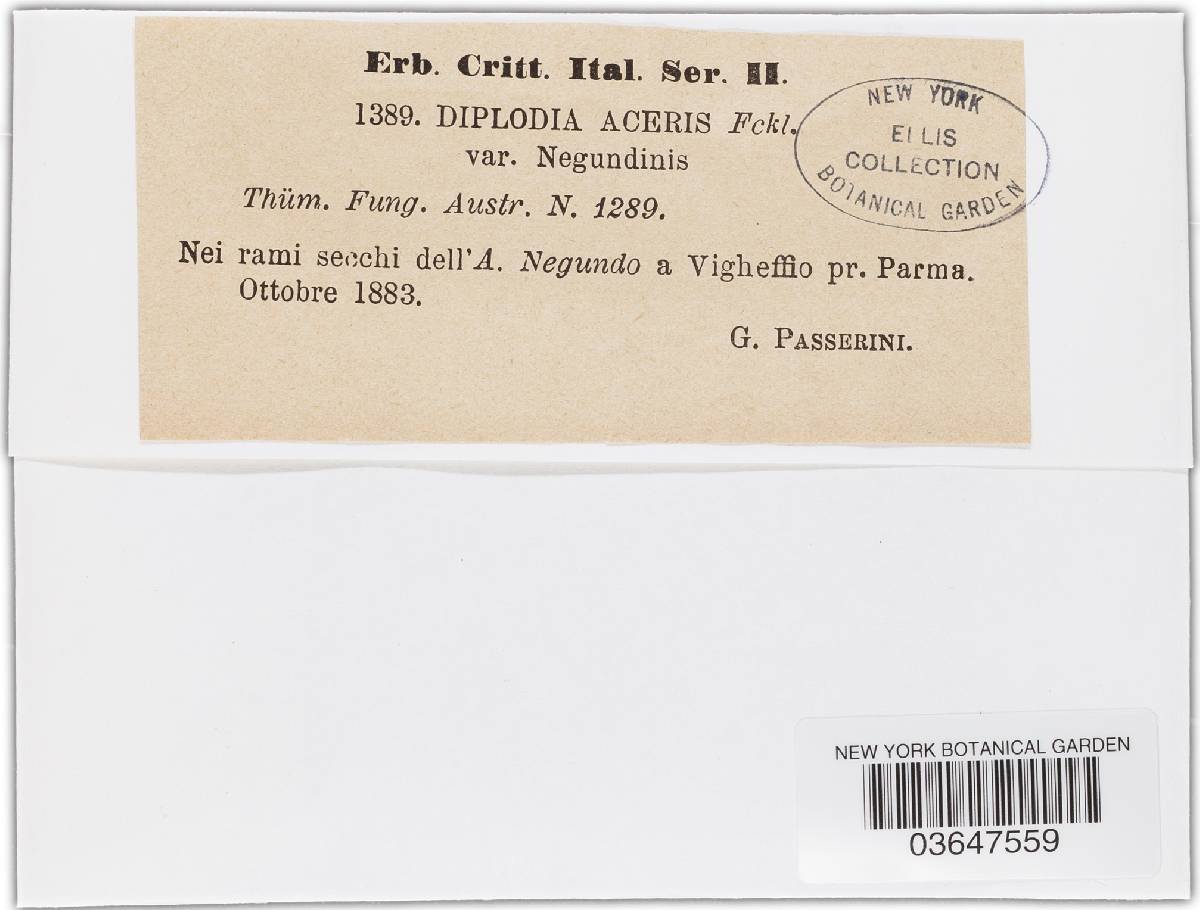 Erb. Critt. Ital. Ser. II.
1389. DIPLODIA ACERIS Fckl.
var. Negundinis
Thüm. Fung. Austr. N. 1289.
Nei rami secchi dell'A. Negundo a Vigheffio pr. Parma.
Ottobre 1883.
G. PASSERINI.
NEW YORK
ELLIS
COLLECTION
BOTANICAL GARDEN
NEW YORK BOTANICAL GARDEN
03647559